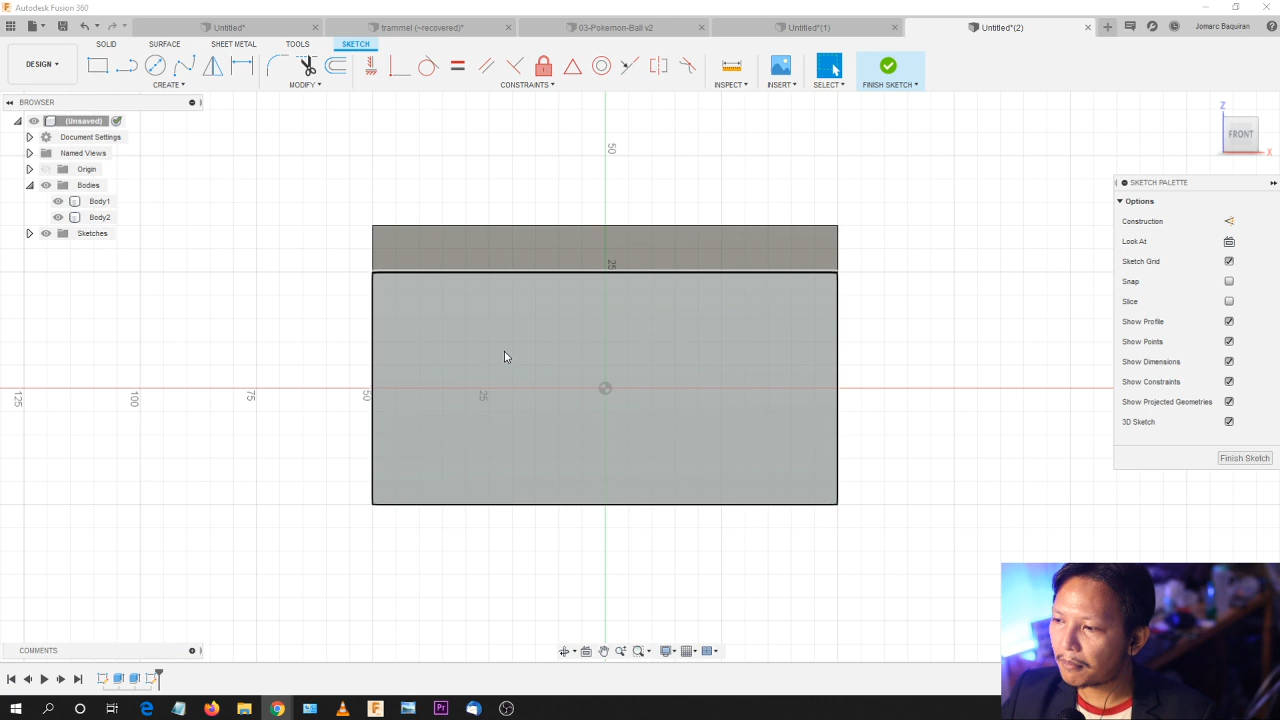 Autodesk Fusion 360
Untitled*
trammel (~recovered)*
03-Pokemon-Ball v2
Untitled*(1)
Untitled*(2)
Jomarc Baquiran
SOLID
SURFACE
SHEET METAL
TOOLS
SKETCH
DESIGN
CREATE
MODIFY
CONSTRAINTS
INSPECT
INSERT
SELECT
FINISH SKETCH
BROWSER
(Unsaved)
Document Settings
Named Views
Origin
Bodies
Body1
Body2
Sketches
Z
FRONT
X
50
25
125
100
75
50
25
SKETCH PALETTE
Options
Construction
Look At
Sketch Grid
Snap
Slice
Show Profile
Show Points
Show Dimensions
Show Constraints
Show Projected Geometries
3D Sketch
Finish Sketch
COMMENTS